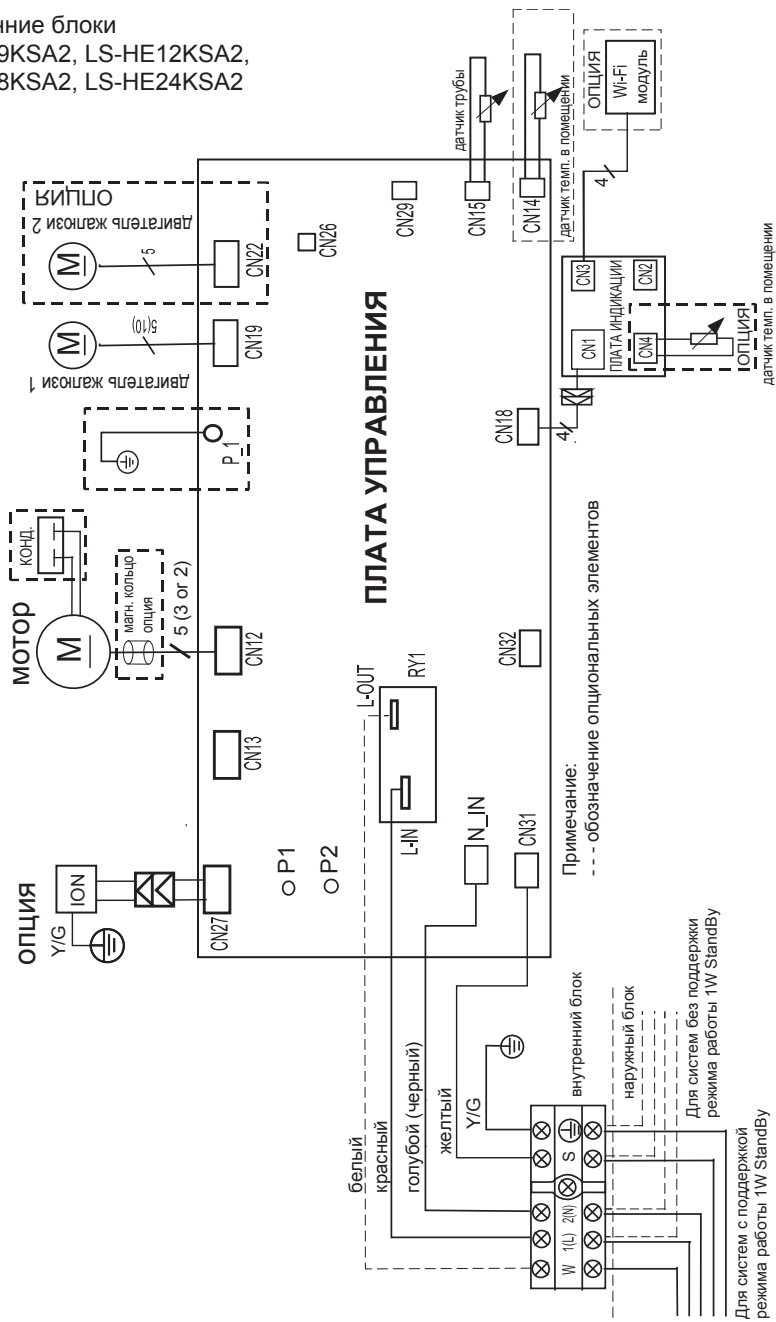 нние блоки
9KSA2, LS-HE12KSA2,
8KSA2, LS-HE24KSA2
ОПЦИЯ
Y/G
ION
CN27
МОТОР
M
КОНД.
магн. кольцо
опция
5 (3 or 2)
CN12
CN13
P_1
двигатель жалюзи 1
M
5(10)
CN19
ОПЦИЯ
двигатель жалюзи 2
M
5
CN22
CN26
CN29
датчик трубы
CN15
CN14
датчик темп. в помещении
ОПЦИЯ
Wi-Fi
модуль
4
CN3
CN2
ПЛАТА ИНДИКАЦИИ
CN1
CN4
ОПЦИЯ
датчик темп. в помещении
CN18
4
ПЛАТА УПРАВЛЕНИЯ
P1
P2
L-OUT
RY1
L-IN
N_IN
CN31
CN32
Примечание:
--- обозначение опциональных элементов
белый
красный
голубой (черный)
желтый
Y/G
W 1(L) 2(N) S
внутренний блок
наружный блок
Для систем без поддержки
режима работы 1W StandBy
Для систем с поддержкой
режима работы 1W StandBy